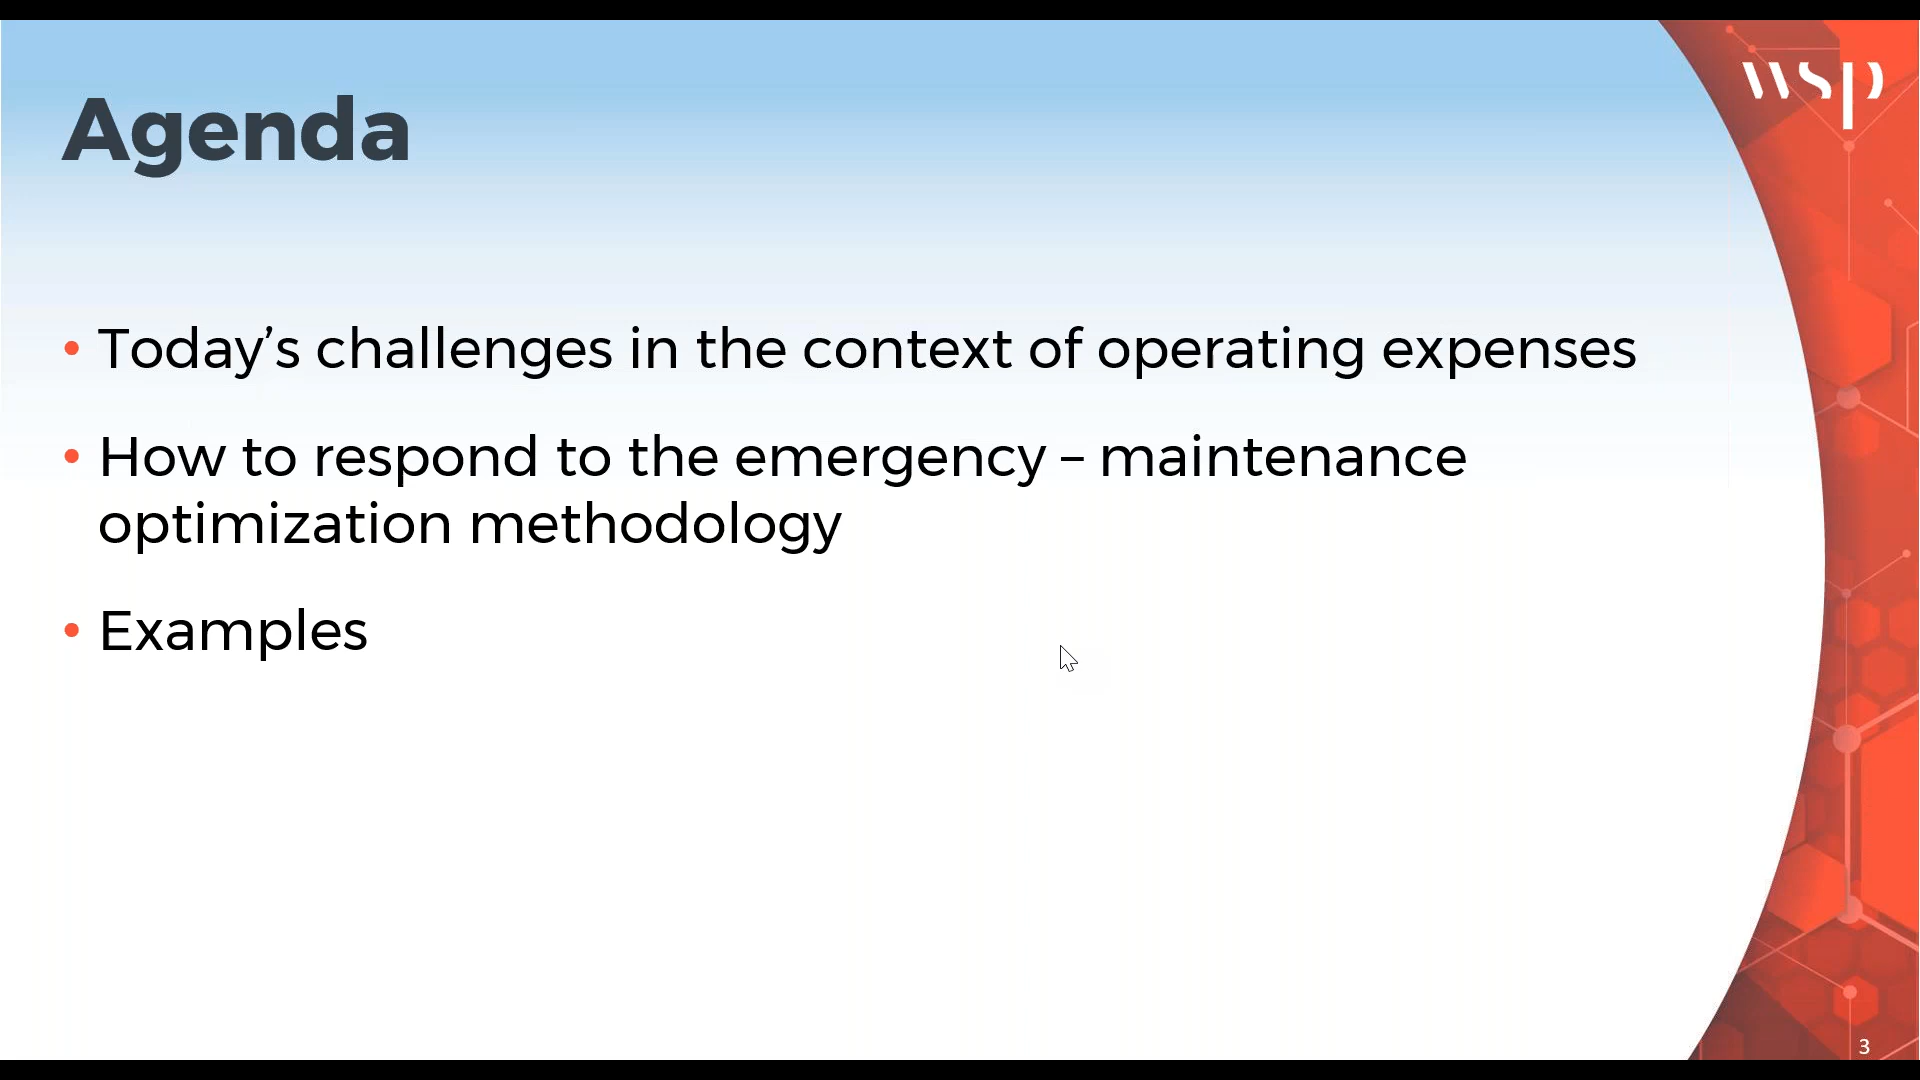 wsp
Agenda
• Today’s challenges in the context of operating expenses
• How to respond to the emergency – maintenance
optimization methodology
• Examples
3